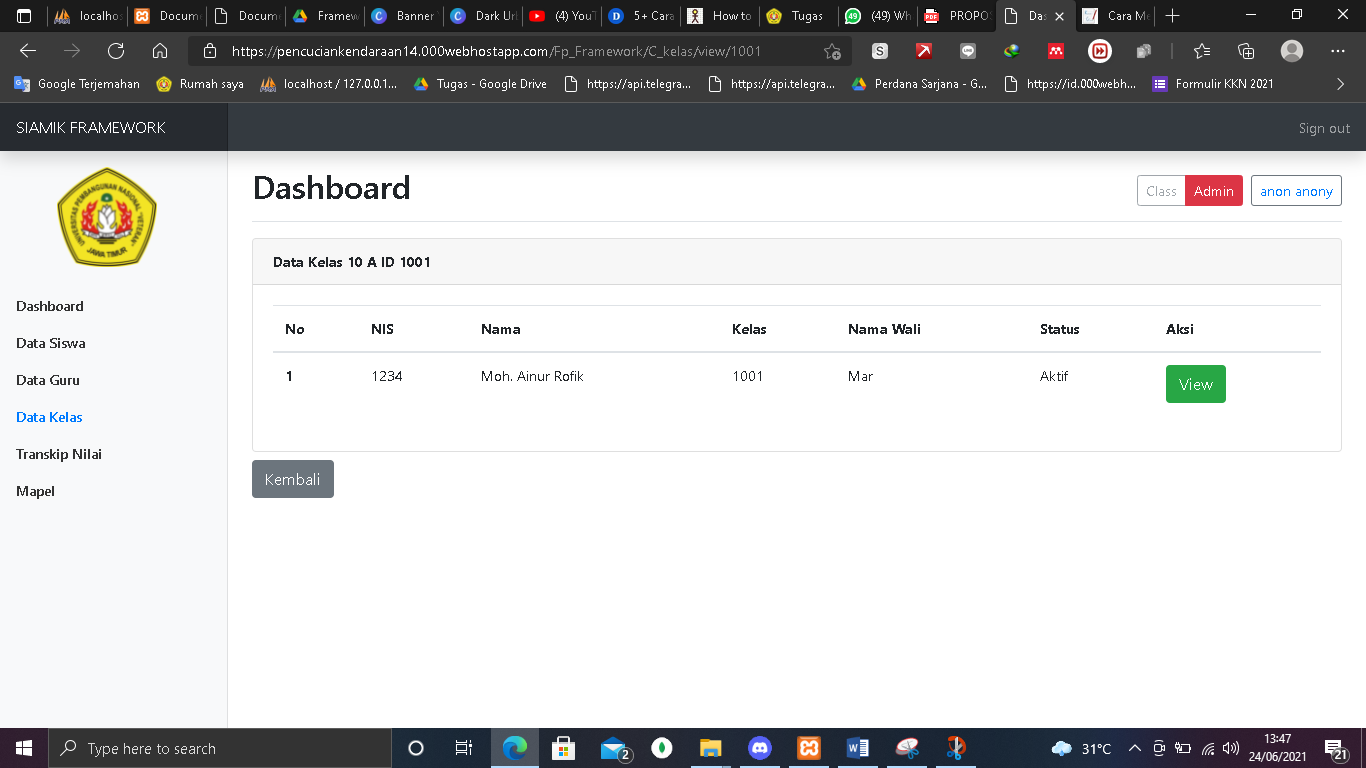 localhos
Docume
Docume
Framew
Banner
Dark Url
(4) YouT
5+ Cara
How to
Tugas
(49) Wh
PROPO
Das
Cara Me
https://pencuciankendaraan14.000webhostapp.com/Fp_Framework/C_kelas/view/1001
Google Terjemahan
Rumah saya
localhost / 127.0.0.1...
Tugas - Google Drive
https://api.telegra...
https://api.telegra...
Perdana Sarjana - G...
https://id.000webh...
Formulir KKN 2021
SIAMIK FRAMEWORK
Sign out
UNIVERSITAS PEMBANGUNAN NASIONAL "VETERAN"
JAWA TIMUR
Dashboard
Data Siswa
Data Guru
Data Kelas
Transkip Nilai
Mapel
Dashboard
Class Admin anon anony
Data Kelas 10 A ID 1001
No NIS Nama Kelas Nama Wali Status Aksi
1 1234 Moh. Ainur Rofik 1001 Mar Aktif View
Kembali
Type here to search
2
31°C
13:47
24/06/2021
21